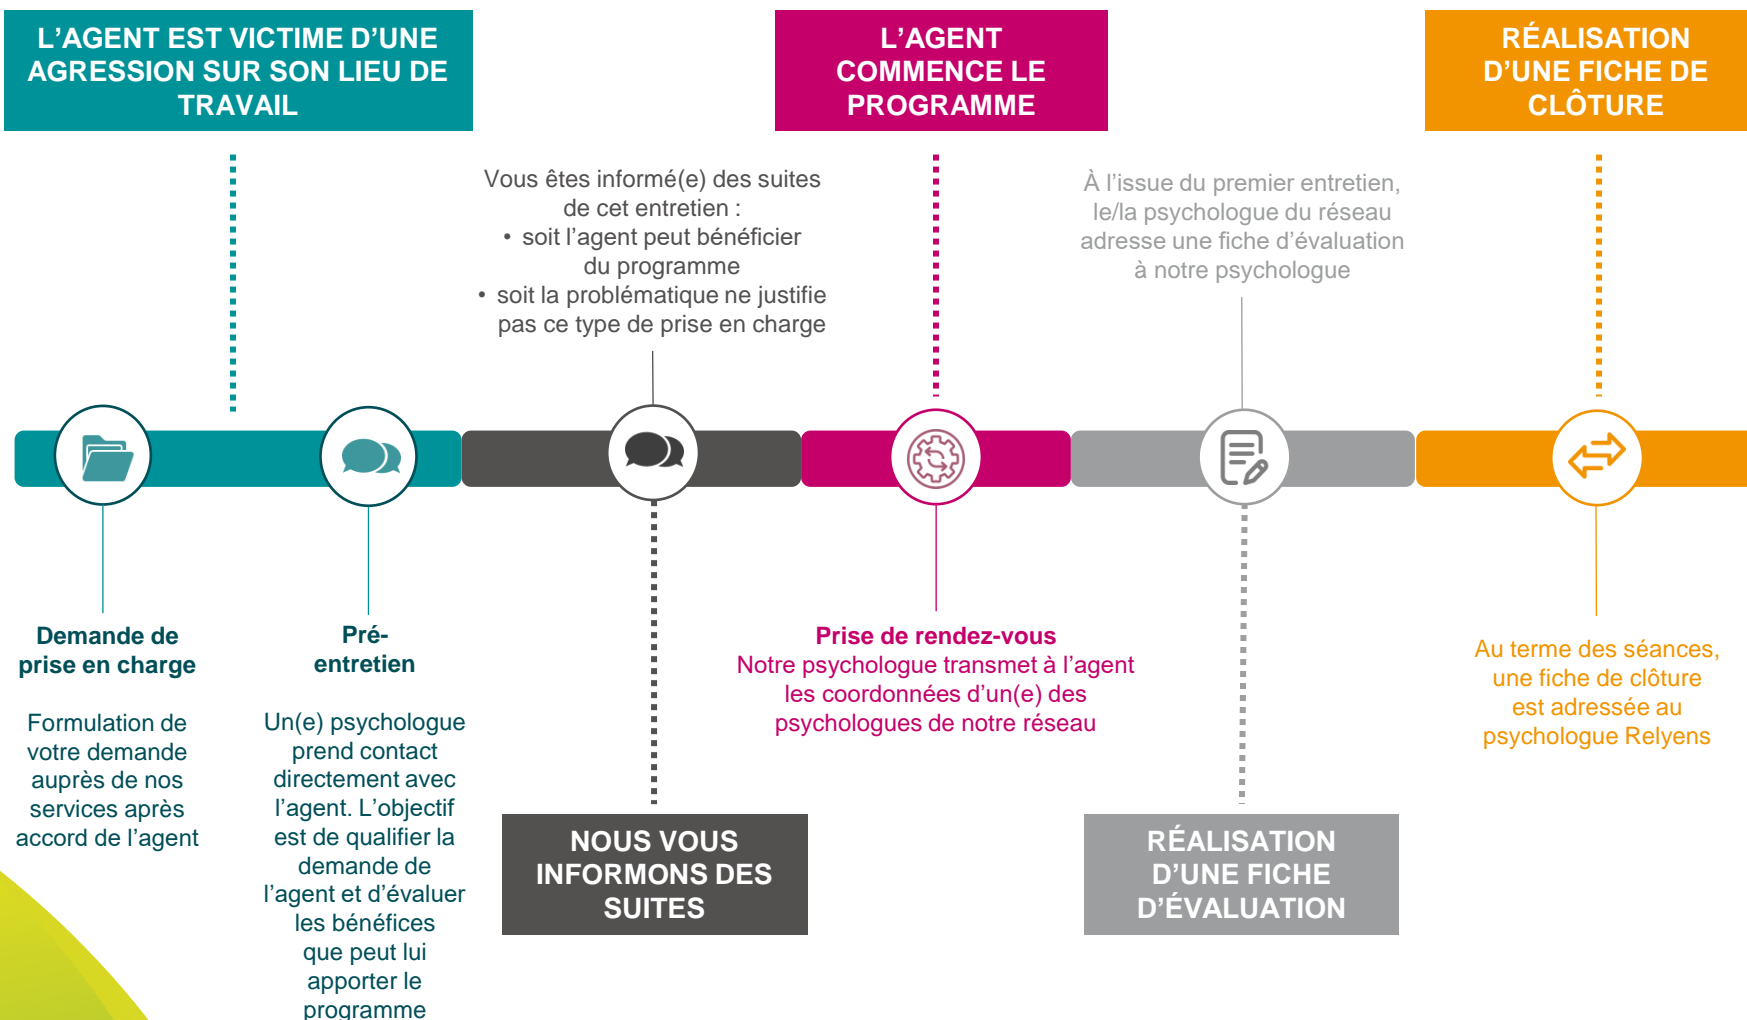 L’AGENT EST VICTIME D’UNE
AGRESSION SUR SON LIEU DE
TRAVAIL
L’AGENT
COMMENCE LE
PROGRAMME
RÉALISATION
D’UNE FICHE DE
CLÔTURE
Vous êtes informé(e) des suites
de cet entretien :
• soit l’agent peut bénéficier
du programme
• soit la problématique ne justifie
pas ce type de prise en charge
À l’issue du premier entretien,
le/la psychologue du réseau
adresse une fiche d’évaluation
à notre psychologue
Demande de
prise en charge
Formulation de
votre demande
auprès de nos
services après
accord de l’agent
Pré-
entretien
Un(e) psychologue
prend contact
directement avec
l’agent. L’objectif
est de qualifier la
demande de
l’agent et d’évaluer
les bénéfices
que peut lui
apporter le
programme
Prise de rendez-vous
Notre psychologue transmet à l’agent
les coordonnées d’un(e) des
psychologues de notre réseau
Au terme des séances,
une fiche de clôture
est adressée au
psychologue Relyens
NOUS VOUS
INFORMONS DES
SUITES
RÉALISATION
D’UNE FICHE
D’ÉVALUATION